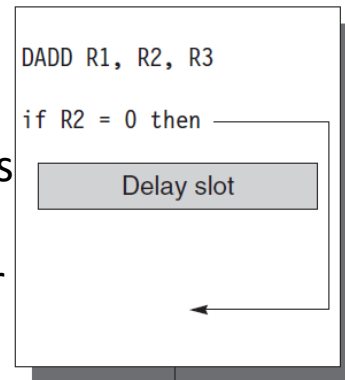 DADD R1, R2, R3
if R2 = 0 then
s
Delay slot
r